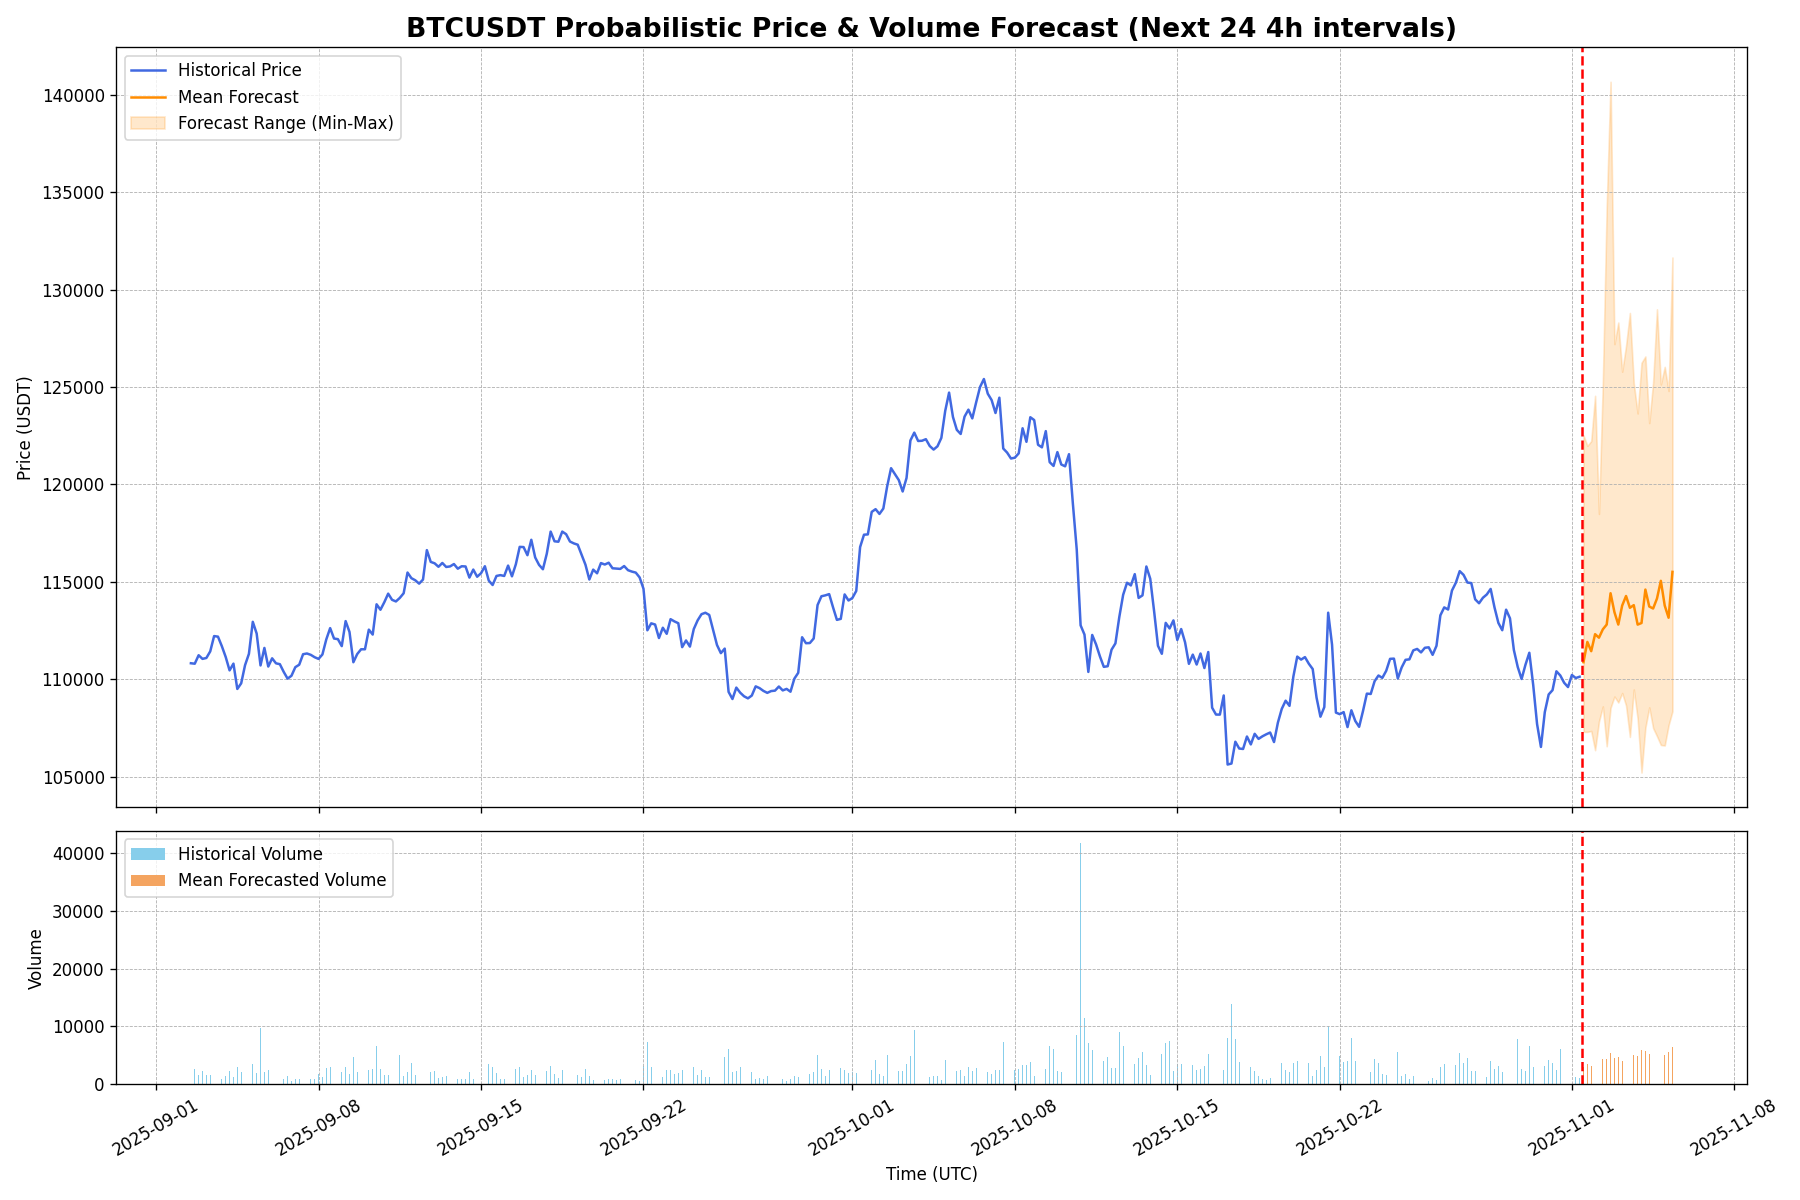 BTCUSDT Probabilistic Price & Volume Forecast (Next 24 4h intervals)
Historical Price
Mean Forecast
Forecast Range (Min-Max)
140000
135000
130000
125000
120000
115000
110000
105000
Price (USDT)
Historical Volume
Mean Forecasted Volume
40000
30000
20000
10000
0
Volume
2025-09-01
2025-09-08
2025-09-15
2025-09-22
2025-10-01
2025-10-08
2025-10-15
2025-10-22
2025-11-01
2025-11-08
Time (UTC)